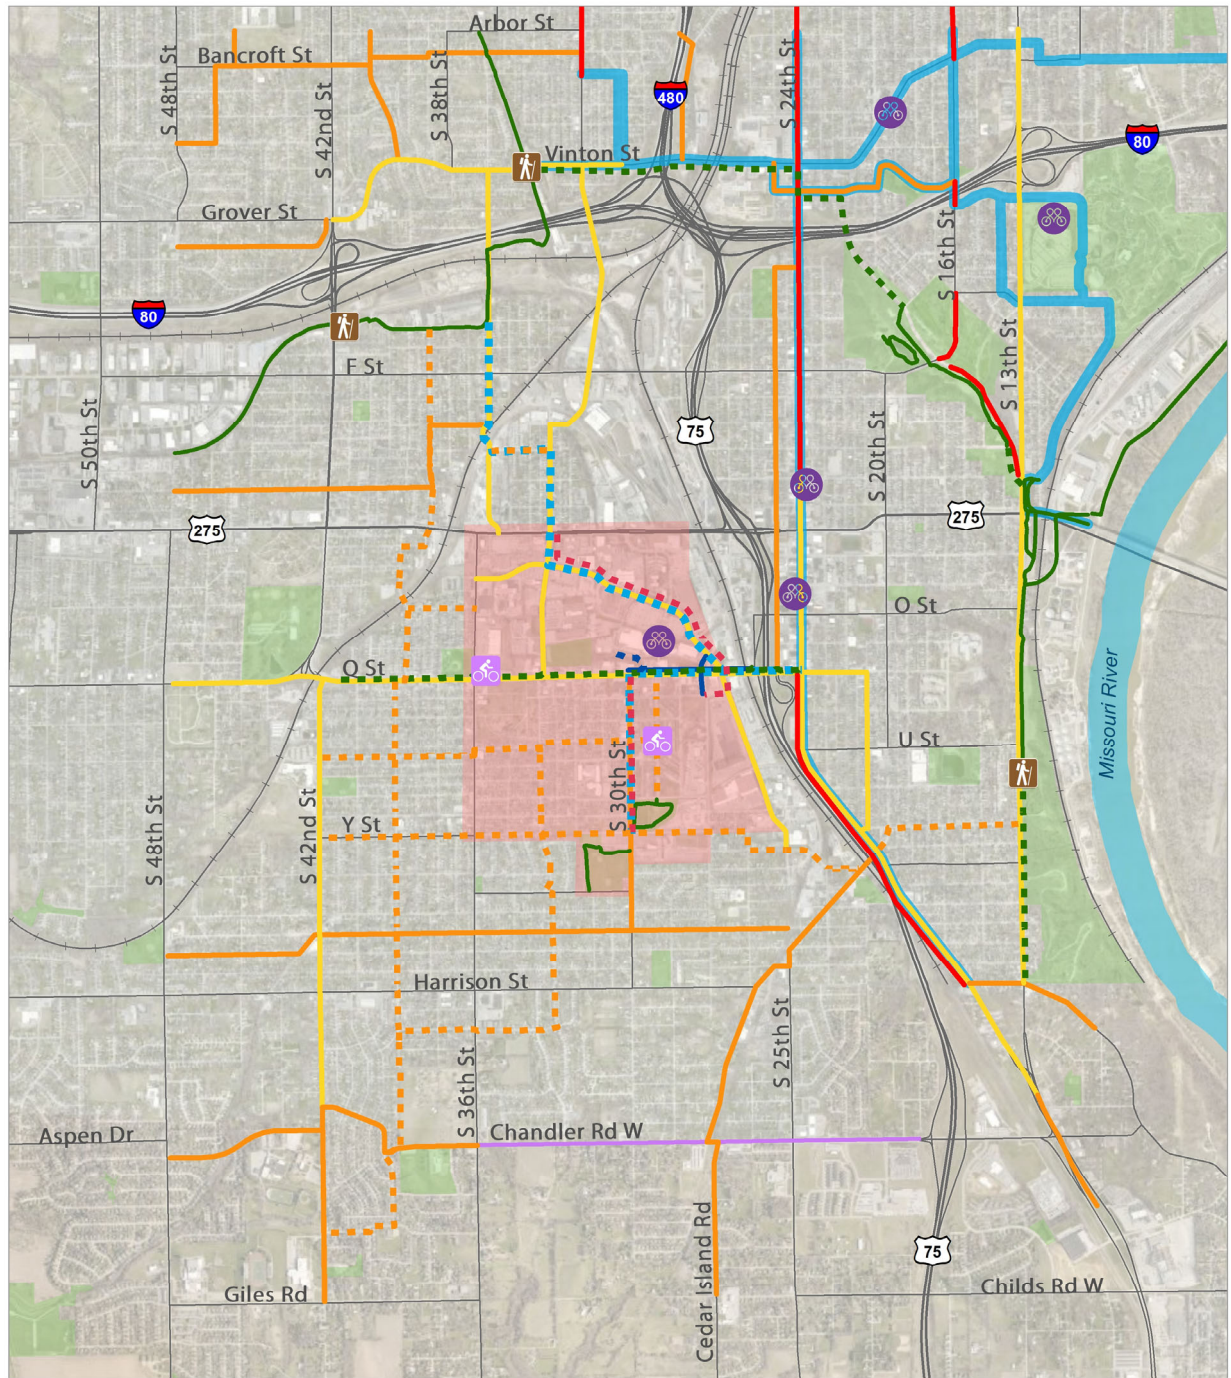 Arbor St
Bancroft St
S 48th St
S 42nd St
S 38th St
480
S 24th St
80
Vinton St
Grover St
S 16th St
80
F St
S 13th St
S 50th St
75
S 20th St
275
275
O St
Q St
Missouri River
U St
S 30th St
Y St
S 48th St
S 42nd St
Harrison St
S 25th St
S 36th St
Aspen Dr
Chandler Rd W
Cedar Island Rd
75
Giles Rd
Childs Rd W